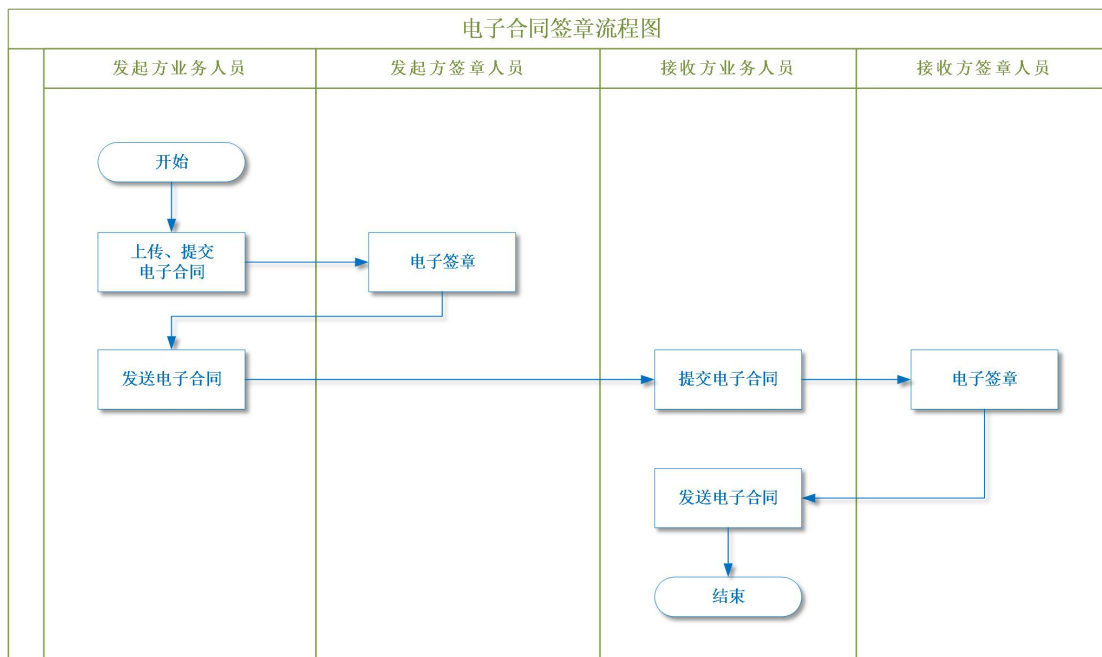 电子合同签章流程图
发起方业务人员
发起方签章人员
接收方业务人员
接收方签章人员
开始
上传、提交
电子合同
电子签章
发送电子合同
提交电子合同
电子签章
发送电子合同
结束